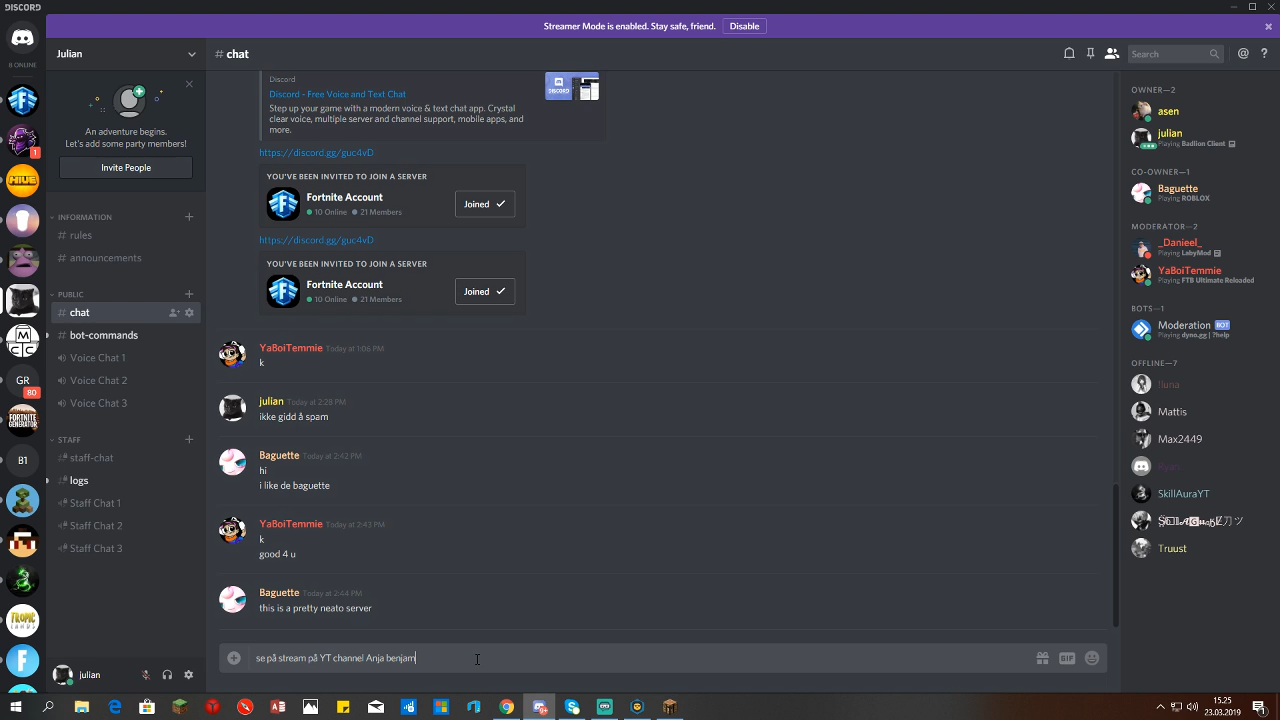 DISCORD
Streamer Mode is enabled. Stay safe, friend.
Disable
8 ONLINE
Julian
# chat
Search
An adventure begins.
Let's add some party members!
Invite People
INFORMATION
rules
announcements
PUBLIC
chat
bot-commands
Voice Chat 1
Voice Chat 2
Voice Chat 3
STAFF
staff-chat
logs
Staff Chat 1
Staff Chat 2
Staff Chat 3
1
HIVE
GR
80
FORTNITE
GENERATOR
B1
TROPIC
LANDS
julian
Discord
Discord - Free Voice and Text Chat
Step up your game with a modern voice & text chat app. Crystal
clear voice, multiple server and channel support, mobile apps, and
more.
https://discord.gg/guc4vD
YOU'VE BEEN INVITED TO JOIN A SERVER
Fortnite Account
10 Online 21 Members
Joined
https://discord.gg/guc4vD
YOU'VE BEEN INVITED TO JOIN A SERVER
Fortnite Account
10 Online 21 Members
Joined
YaBoiTemmie Today at 1:06 PM
k
julian Today at 2:28 PM
ikke gidd å spam
Baguette Today at 2:42 PM
hi
i like de baguette
YaBoiTemmie Today at 2:43 PM
k
good 4 u
Baguette Today at 2:44 PM
this is a pretty neato server
se på stream på YT channel Anja benjam
GIF
OWNER—2
asen
julian
Playing Badlion Client
CO-OWNER—1
Baguette
Playing ROBLOX
MODERATOR—2
_Danieel_
Playing LabyMod
YaBoiTemmie
Playing FTB Ultimate Reloaded
BOTS—1
Moderation BOT
Playing dyno.gg | ?help
OFFLINE—7
Mattis
Max2449
SkillAuraYT
Truust
15.25
23.03.2019